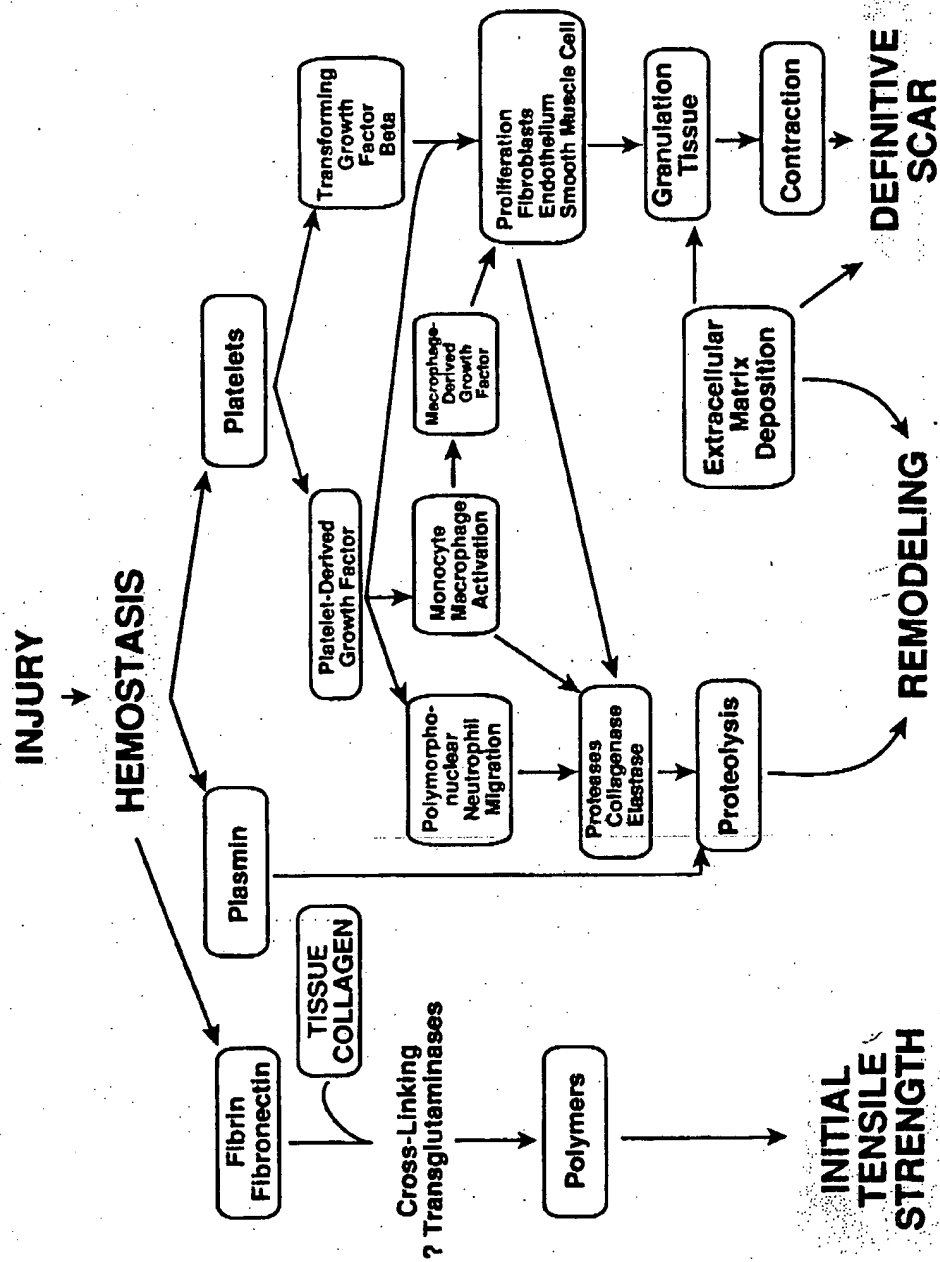 INJURY
HEMOSTASIS
Fibrin
Fibronectin
Plasmin
Platelets
TISSUE
COLLAGEN
Platelet-Derived
Growth Factor
Transforming
Growth
Factor
Beta
Cross-Linking
? Transglutaminases
Polymorpho-
nuclear
Neutrophil
Migration
Monocyte
Macrophage
Activation
Macrophage-
Derived
Growth
Factor
Proliferation
Fibroblasts
Endothelium
Smooth Muscle Cell
Polymers
Proteases
Collagenase
Elastase
Granulation
Tissue
Proteolysis
Extracellular
Matrix
Deposition
Contraction
INITIAL
TENSILE
STRENGTH
REMODELING
DEFINITIVE
SCAR